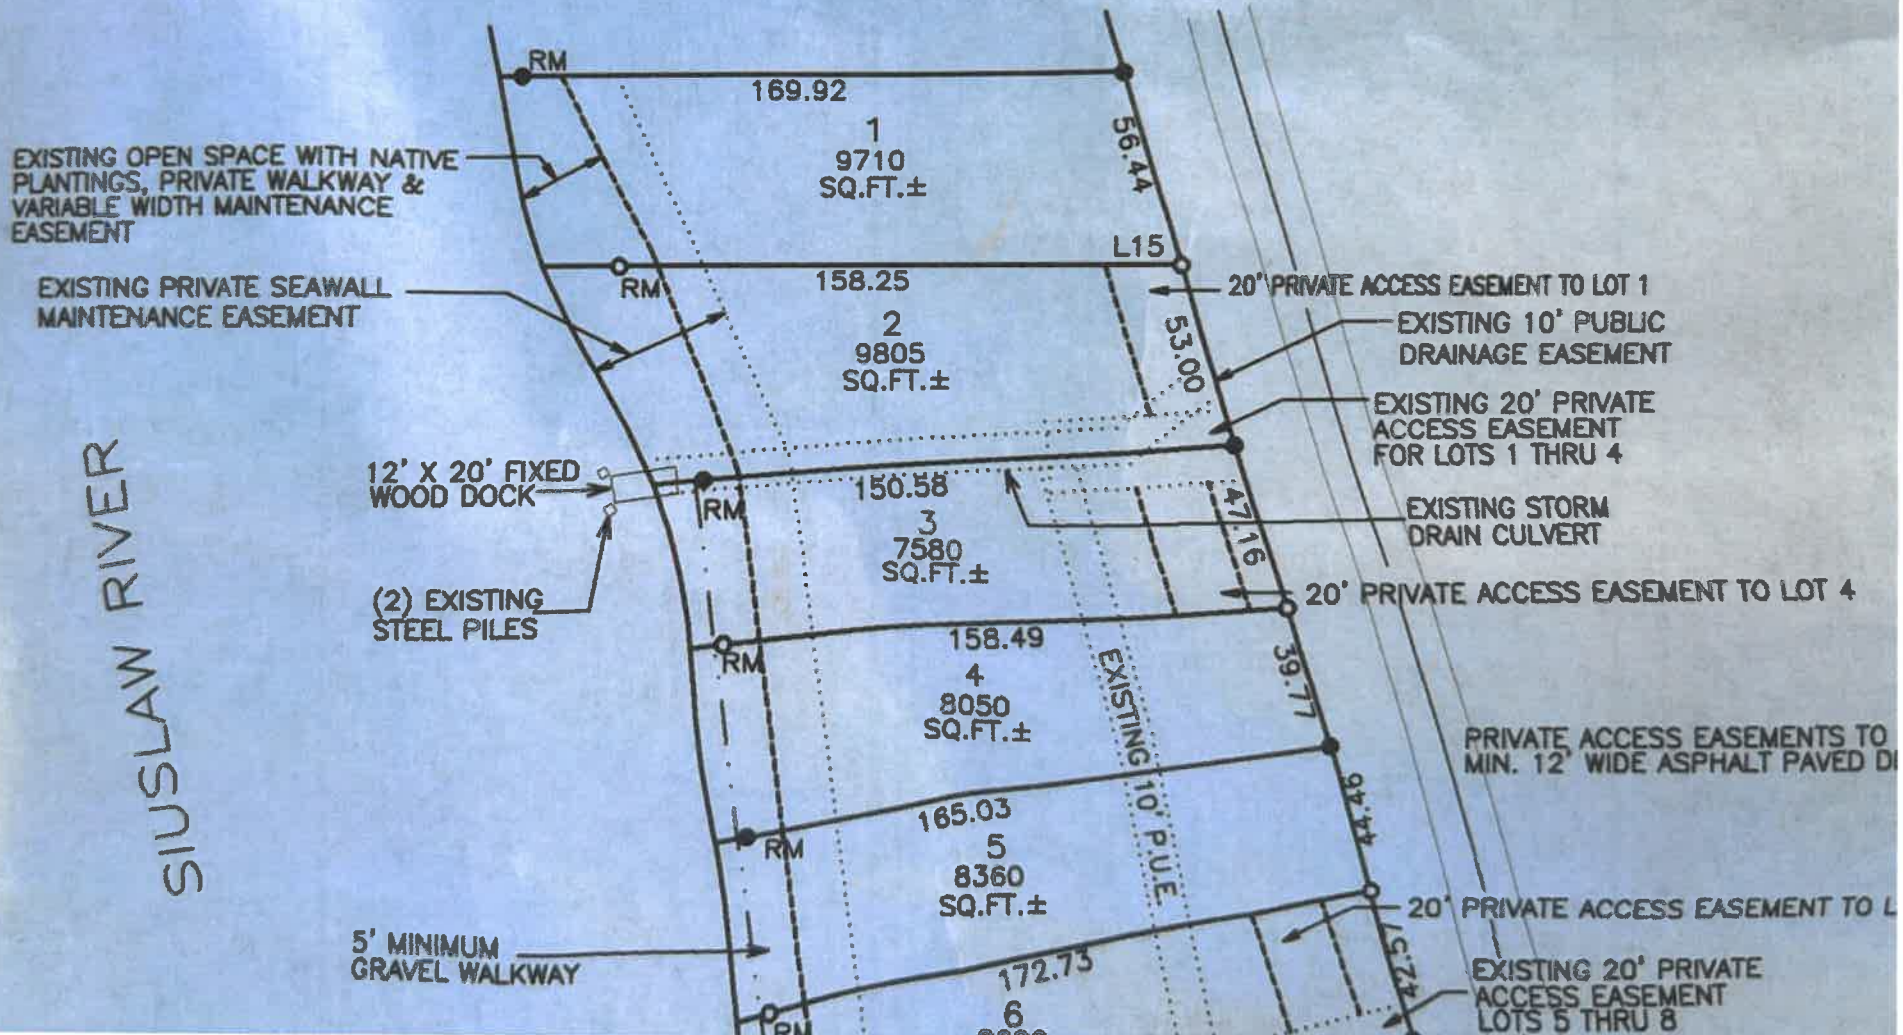 RM
169.92
1
9710
SQ.FT.±
56.44
EXISTING OPEN SPACE WITH NATIVE
PLANTINGS, PRIVATE WALKWAY &
VARIABLE WIDTH MAINTENANCE
EASEMENT
L15
RM
158.25
EXISTING PRIVATE SEAWALL
MAINTENANCE EASEMENT
2
9805
SQ.FT.±
53.00
20' PRIVATE ACCESS EASEMENT TO LOT 1
EXISTING 10' PUBLIC
DRAINAGE EASEMENT
EXISTING 20' PRIVATE
ACCESS EASEMENT
FOR LOTS 1 THRU 4
12' X 20' FIXED
WOOD DOCK
RM
150.58
3
7580
SQ.FT.±
47.16
EXISTING STORM
DRAIN CULVERT
(2) EXISTING
STEEL PILES
20' PRIVATE ACCESS EASEMENT TO LOT 4
SIUSLAW RIVER
RM
158.49
4
8050
SQ.FT.±
39.77
EXISTING 10' P.U.E.
PRIVATE ACCESS EASEMENTS TO
MIN. 12' WIDE ASPHALT PAVED
RM
165.03
5
8360
SQ.FT.±
44.46
20' PRIVATE ACCESS EASEMENT TO
5' MINIMUM
GRAVEL WALKWAY
172.73
42.57
EXISTING 20' PRIVATE
ACCESS EASEMENT
LOTS 5 THRU 8
6
RM